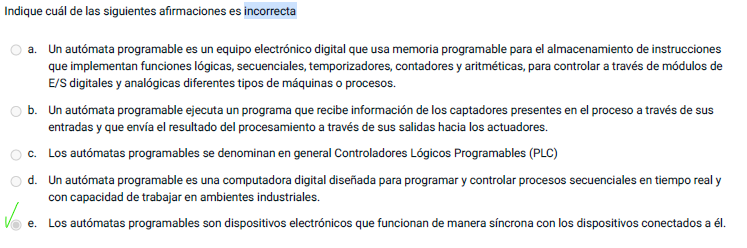 Indique cuál de las siguientes afirmaciones es incorrecta
a. Un autómata programable es un equipo electrónico digital que usa memoria programable para el almacenamiento de instrucciones
que implementan funciones lógicas, secuenciales, temporizadores, contadores y aritméticas, para controlar a través de módulos de
E/S digitales y analógicas diferentes tipos de máquinas o procesos.
b. Un autómata programable ejecuta un programa que recibe información de los captadores presentes en el proceso a través de sus
entradas y que envía el resultado del procesamiento a través de sus salidas hacia los actuadores.
c. Los autómatas programables se denominan en general Controladores Lógicos Programables (PLC)
d. Un autómata programable es una computadora digital diseñada para programar y controlar procesos secuenciales en tiempo real y
con capacidad de trabajar en ambientes industriales.
e. Los autómatas programables son dispositivos electrónicos que funcionan de manera síncrona con los dispositivos conectados a él.